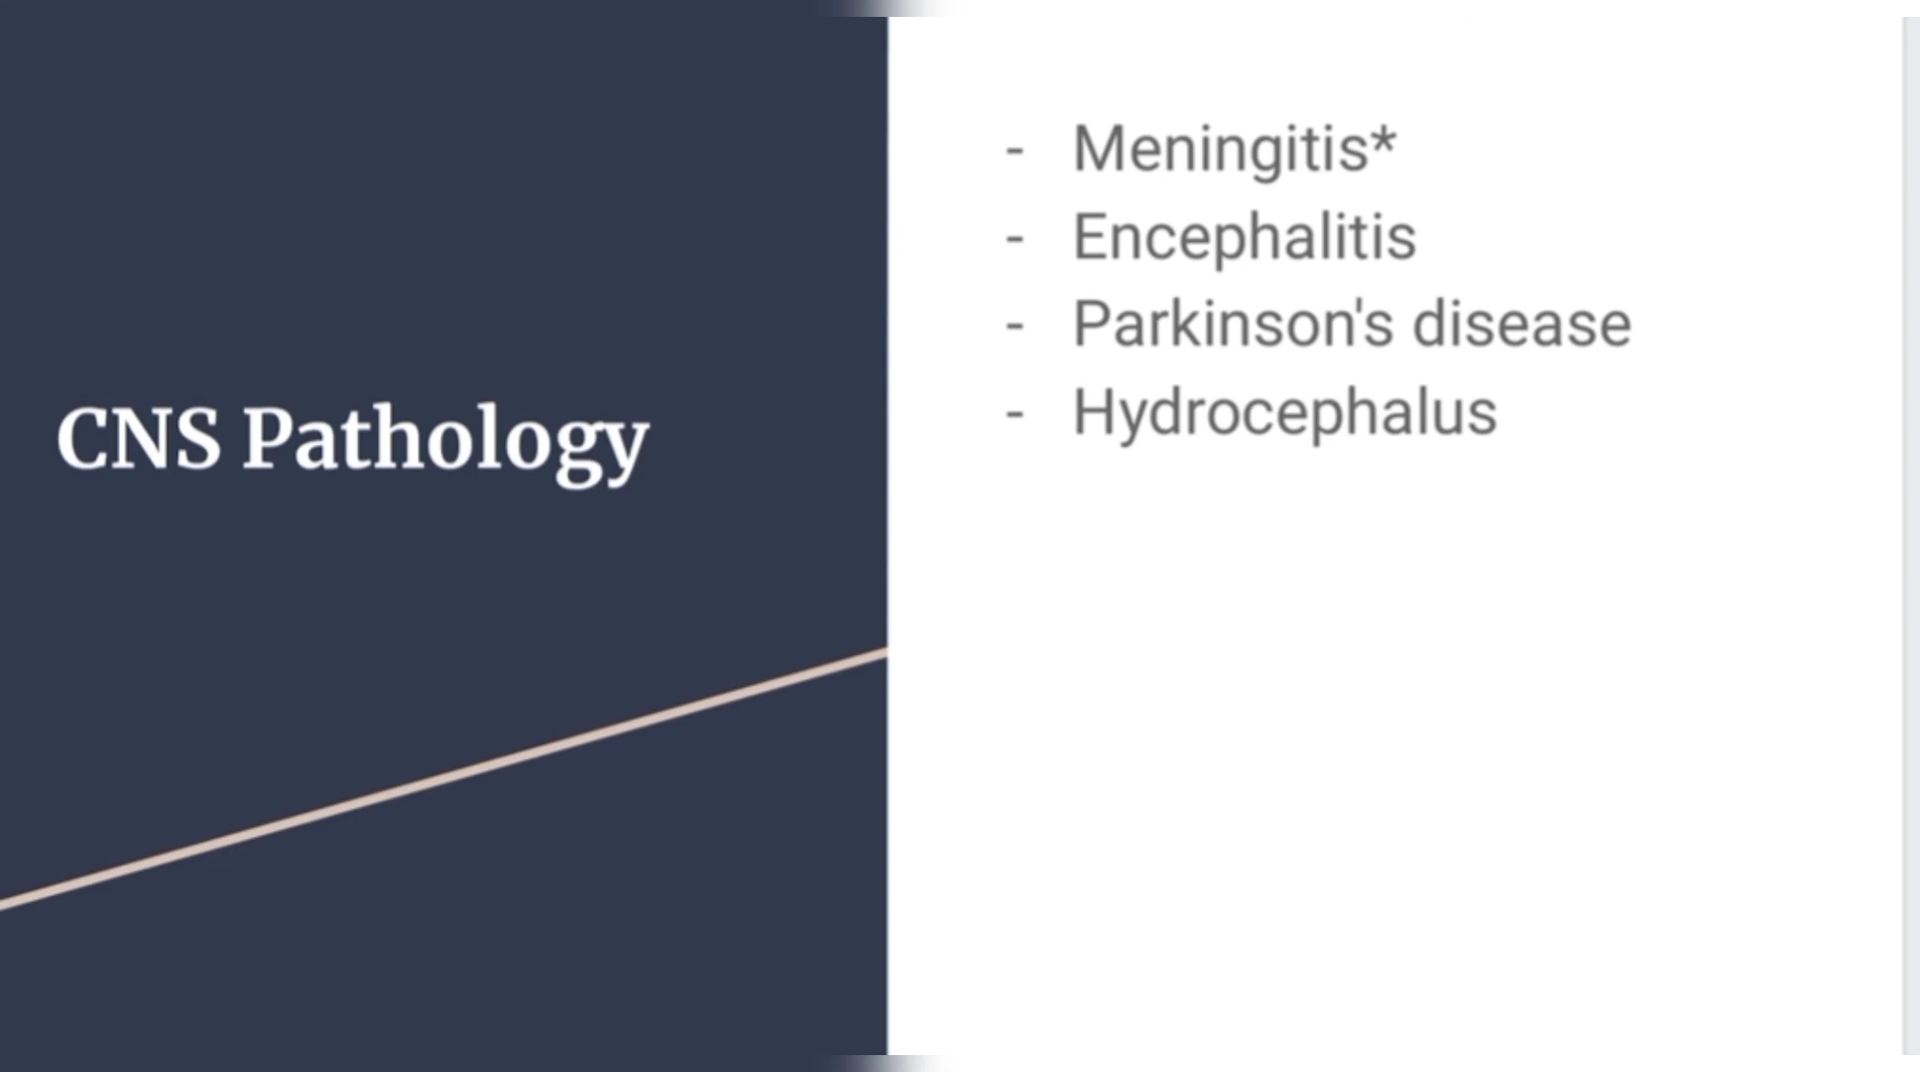 CNS Pathology
- Meningitis*
- Encephalitis
- Parkinson's disease
- Hydrocephalus